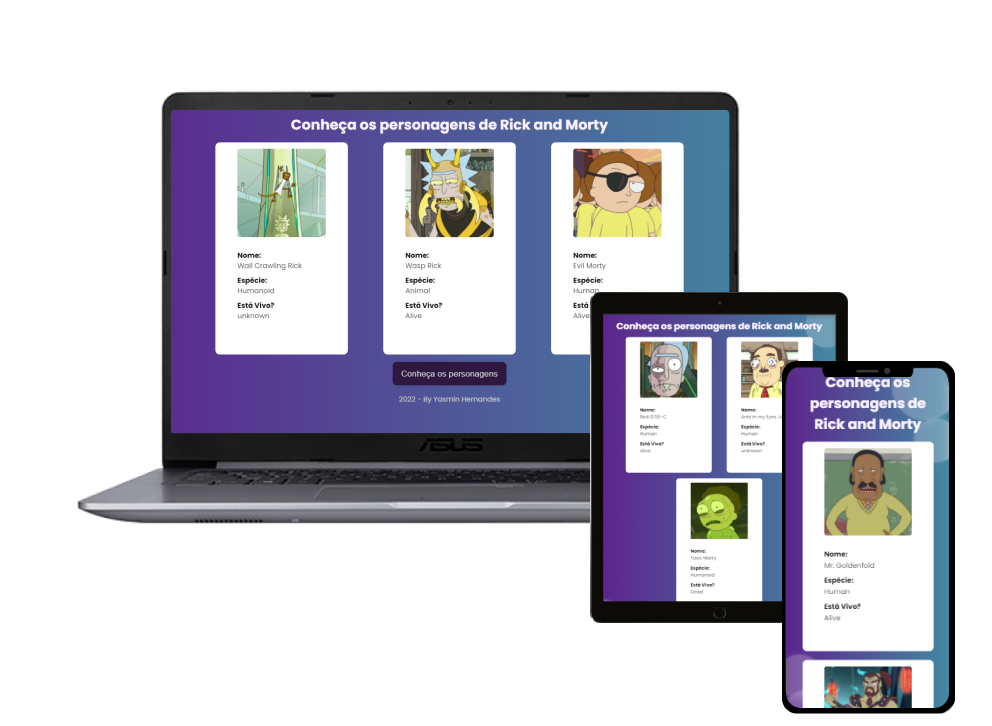 Conheça os personagens de Rick and Morty
Nome:
Wall Crawling Rick
Espécie:
Humanoid
Está Vivo?
unknown
Nome:
Wasp Rick
Espécie:
Animal
Está Vivo?
Alive
Nome:
Evil Morty
Espécie:
Human
Está
Alive
Conheça os personagens
2022 - By Yasmin Hernandes
ASUS
Conheça os personagens de Rick and Morty
Nome:
Rick D716-C
Espécie:
Human
Está Vivo?
Alive
Nome:
Ants in my Eyes
Espécie:
Human
Está Vivo?
unknown
Nome:
Toxic Morty
Espécie:
Humanoid
Está Vivo?
Dead
Conheça os
personagens de
Rick and Morty
Nome:
Mr. Goldenfold
Espécie:
Human
Está Vivo?
Alive